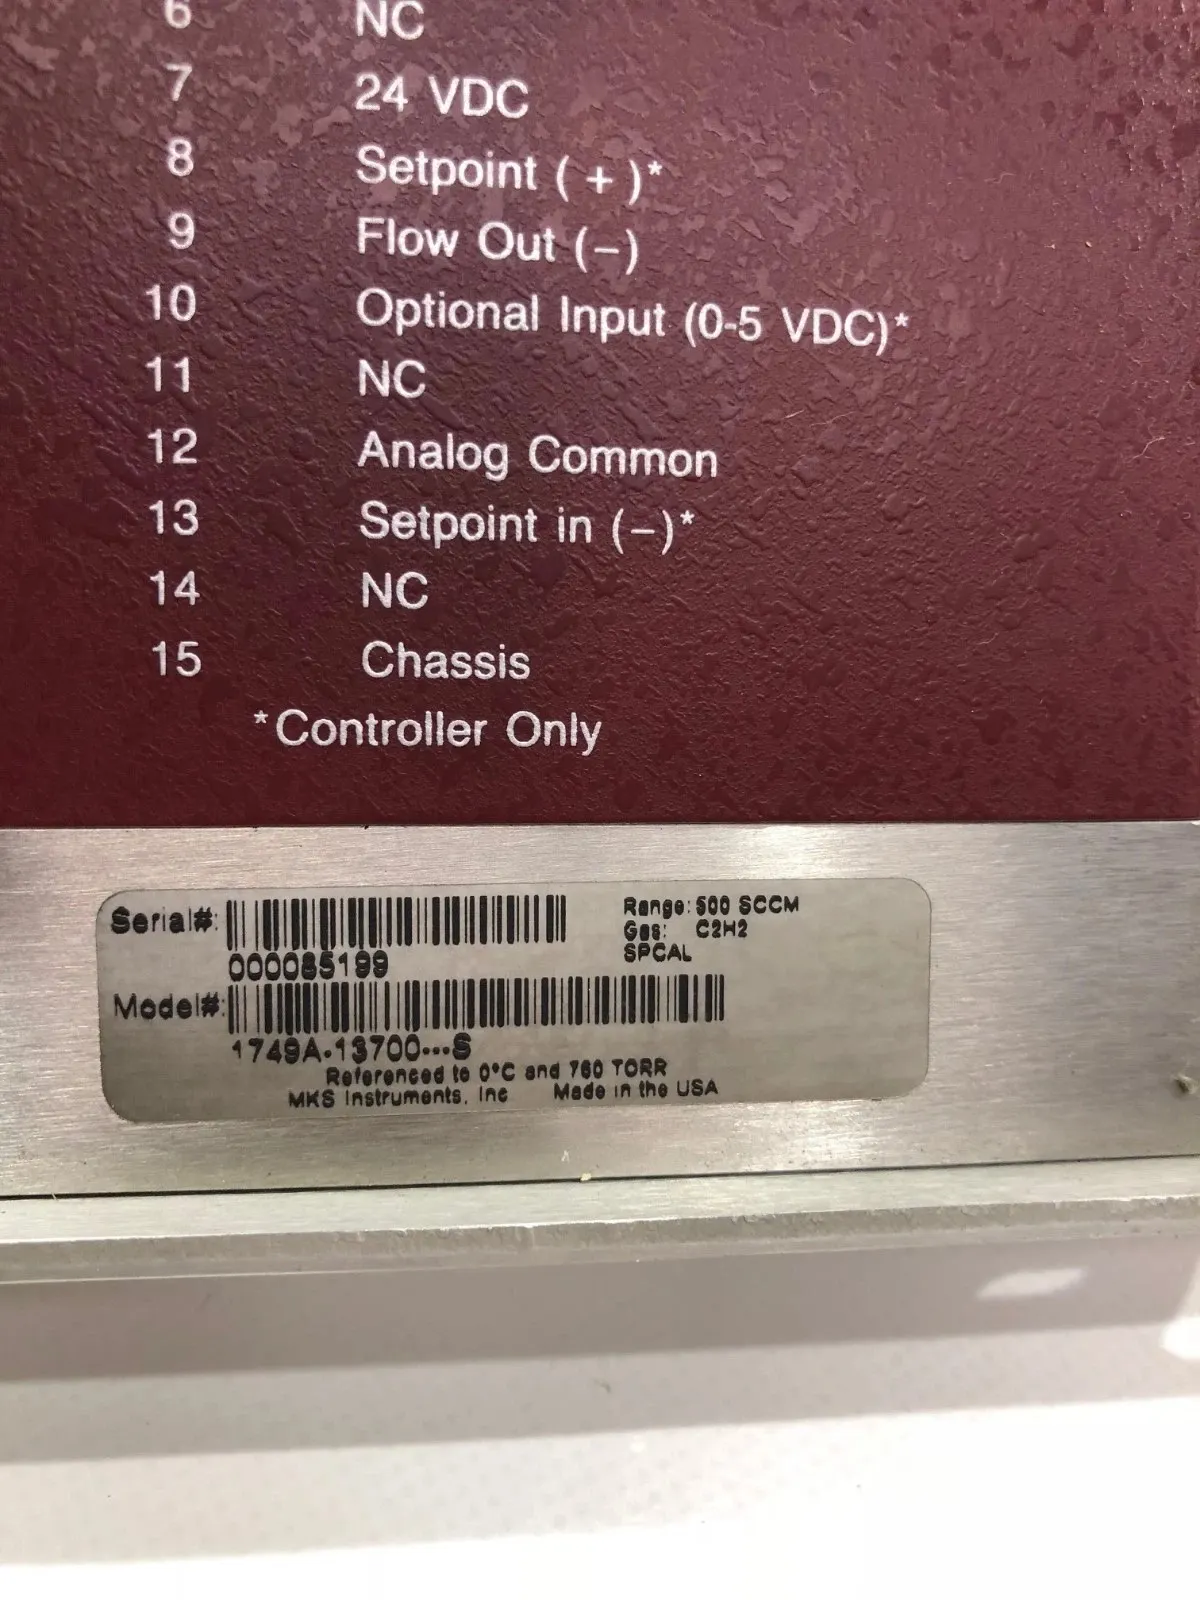 6 NC
7 24 VDC
8 Setpoint ( + )*
9 Flow Out (–)
10 Optional Input (0-5 VDC)*
11 NC
12 Analog Common
13 Setpoint in (–)*
14 NC
15 Chassis
*Controller Only
Serial#:
000085199
Range: 500 SCCM
Gas: C2H2
SPCAL
Model#:
1749A-13700---S
Referenced to 0°C and 760 TORR
MKS Instruments, Inc Made in the USA